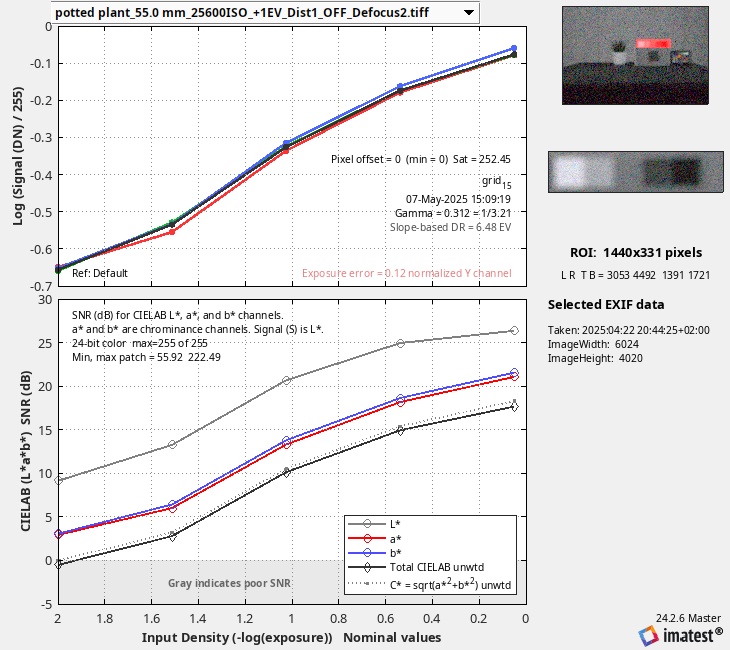 potted plant_55.0 mm_25600ISO_+1EV_Dist1_OFF_Defocus2.tiff
0
-0.1
-0.2
-0.3
-0.4
-0.5
-0.6
-0.7
Log (Signal (DN) / 255)
Pixel offset = 0 (min = 0) Sat = 252.45
grid15
07-May-2025 15:09:19
Gamma = 0.312 = 1/3.21
Slope-based DR = 6.48 EV
Ref: Default
Exposure error = 0.12 normalized Y channel
30
25
20
15
10
5
0
-5
CIELAB (L*a*b*) SNR (dB)
SNR (dB) for CIELAB L*, a*, and b* channels.
a* and b* are chrominance channels. Signal (S) is L*.
24-bit color max=255 of 255
Min, max patch = 55.92 222.49
L*
a*
b*
Total CIELAB unwtd
C* = sqrt(a*2+b*2) unwtd
Gray indicates poor SNR
2 1.8 1.6 1.4 1.2 1 0.8 0.6 0.4 0.2 0
Input Density (-log(exposure)) Nominal values
ROI: 1440x331 pixels
L R T B = 3053 4492 1391 1721
Selected EXIF data
Taken: 2025:04:22 20:44:25+02:00
ImageWidth: 6024
ImageHeight: 4020
24.2.6 Master
imatest®